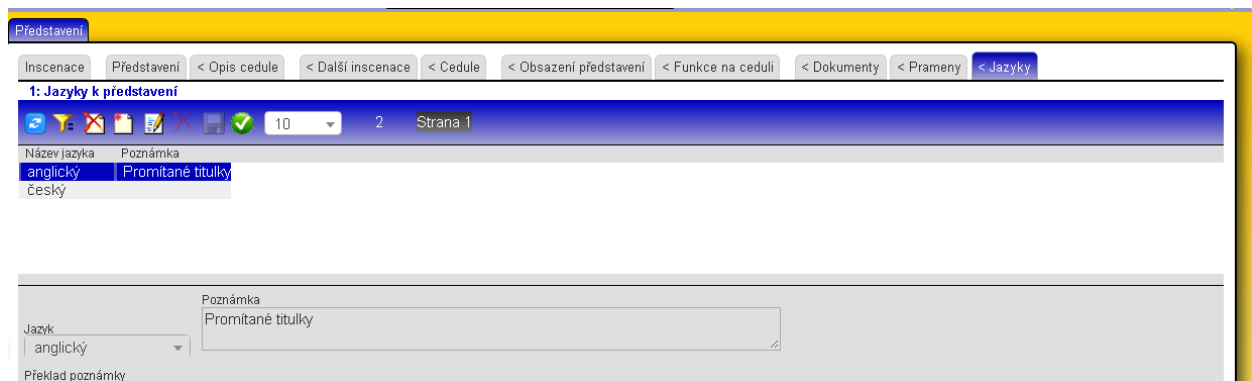 Představení
Inscenace Představení < Opis cedule < Další inscenace < Cedule < Obsazení představení < Funkce na ceduli < Dokumenty < Prameny < Jazyky
1: Jazyky k představení
10 2 Strana 1
Název jazyka Poznámka
anglický Promítané titulky
český
Poznámka
Promítané titulky
Jazyk
anglický
Překlad poznámky